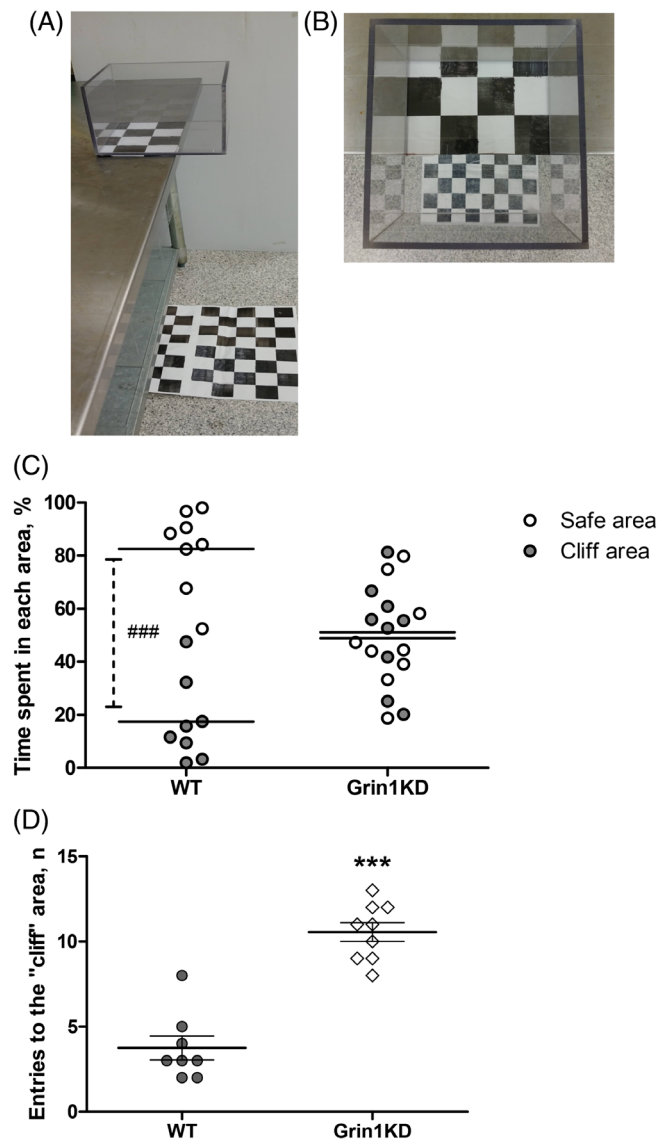 (A)
(B)
(C)
Time spent in each area, %
100
80
60
40
20
0
###
WT
Grin1KD
Safe area
Cliff area
(D)
Entries to the "cliff" area, n
15
10
5
0
***
WT
Grin1KD